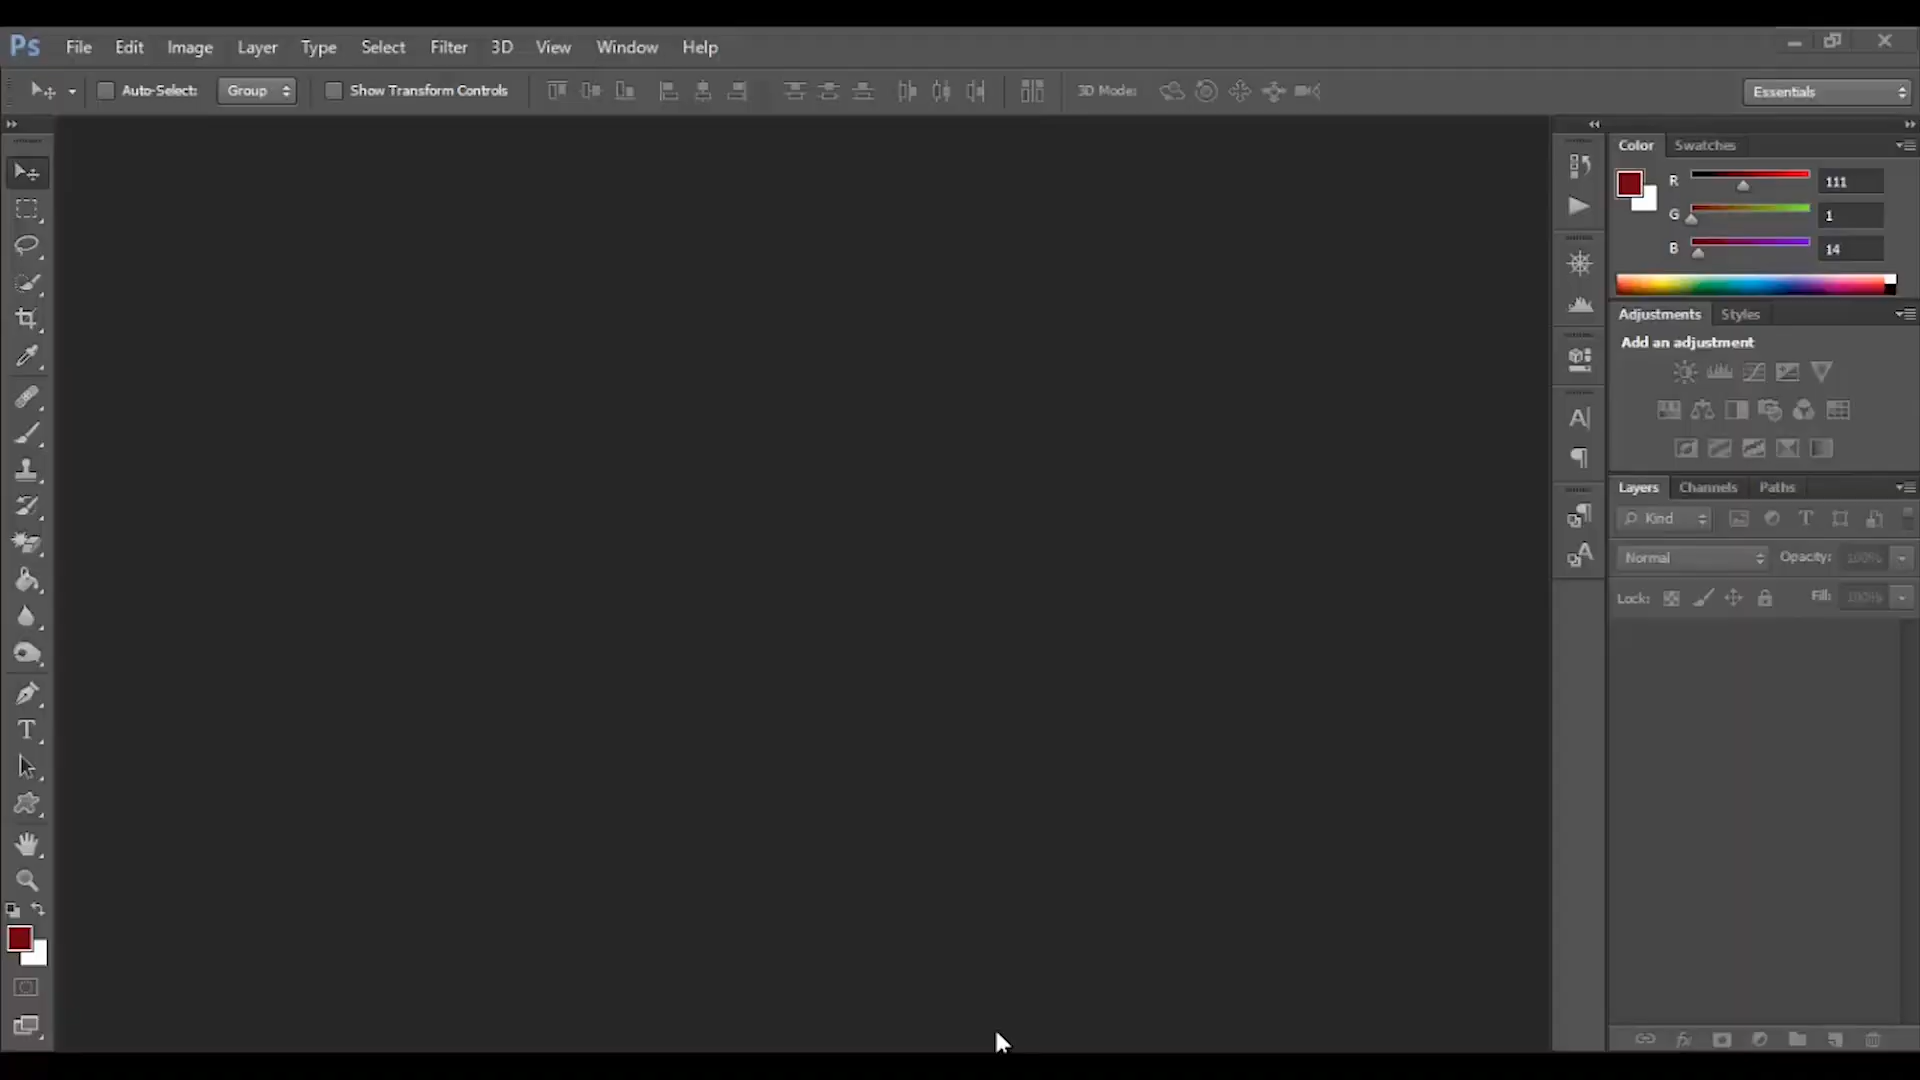 Ps File Edit Image Layer Type Select Filter 3D View Window Help
Auto-Select: Group Show Transform Controls 3D Mode: Essentials
Color Swatches
R 111
G 1
B 14
Adjustments Styles
Add an adjustment
Layers Channels Paths
Kind
Normal Opacity: 100%
Lock: Fill: 100%